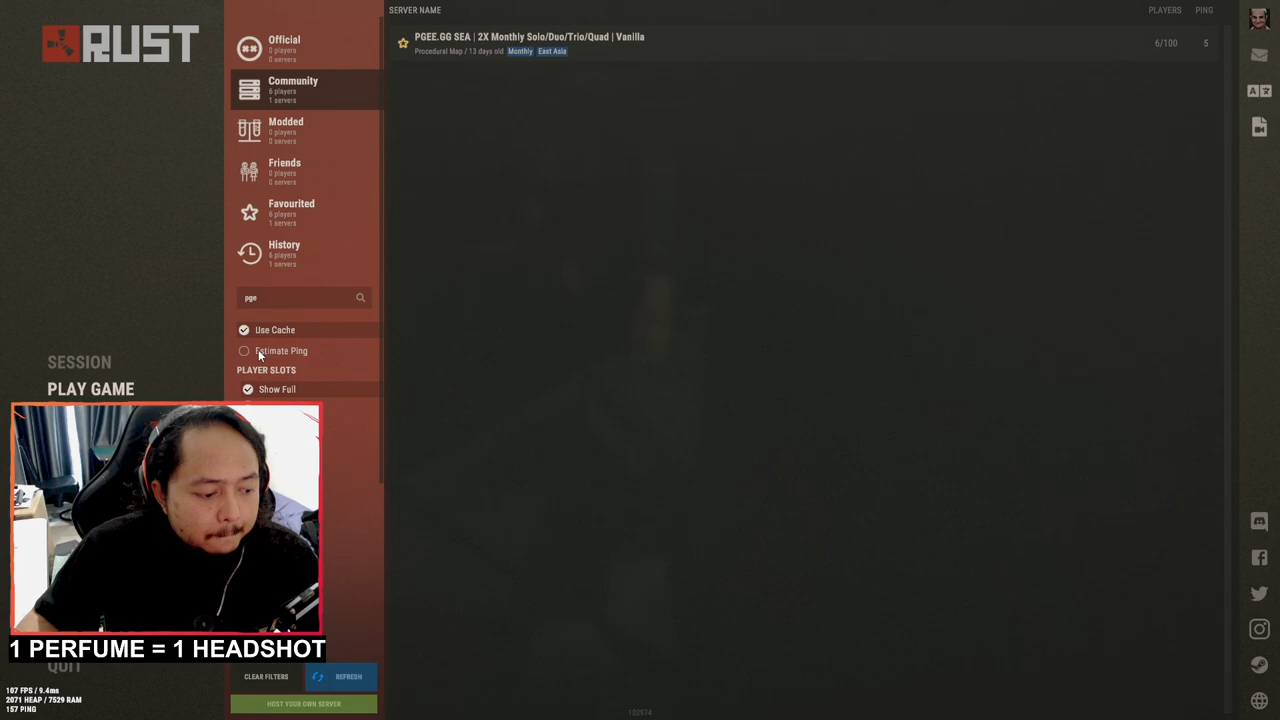 RUST
Official
0 players
0 servers
Community
6 players
1 servers
Modded
0 players
0 servers
Friends
0 players
0 servers
Favourited
6 players
1 servers
History
6 players
1 servers
pge
Use Cache
Estimate Ping
PLAYER SLOTS
Show Full
SERVER NAME PLAYERS PING
PGEE.GG SEA | 2X Monthly Solo/Duo/Trio/Quad | Vanilla 6/100 5
Procedural Map / 13 days old Monthly East Asia
SESSION
PLAY GAME
1 PERFUME = 1 HEADSHOT
QUIT
CLEAR FILTERS REFRESH
HOST YOUR OWN SERVER
107 FPS / 9.4ms
2071 HEAP / 7529 RAM
157 PING
102974